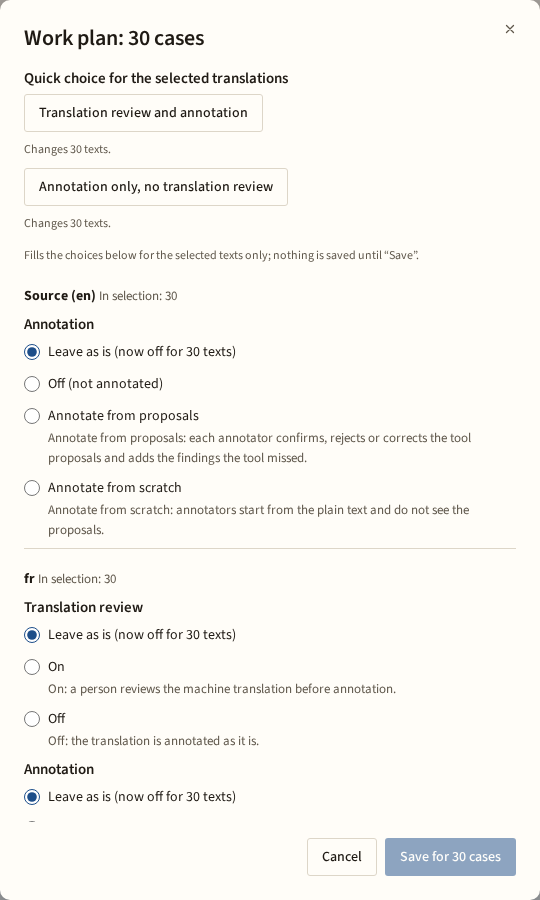 Work plan: 30 cases
Quick choice for the selected translations
Translation review and annotation
Changes 30 texts.
Annotation only, no translation review
Changes 30 texts.
Fills the choices below for the selected texts only; nothing is saved until “Save”.
Source (en) In selection: 30
Annotation
Leave as is (now off for 30 texts)
Off (not annotated)
Annotate from proposals
Annotate from proposals: each annotator confirms, rejects or corrects the tool
proposals and adds the findings the tool missed.
Annotate from scratch
Annotate from scratch: annotators start from the plain text and do not see the
proposals.
fr In selection: 30
Translation review
Leave as is (now off for 30 texts)
On
On: a person reviews the machine translation before annotation.
Off
Off: the translation is annotated as it is.
Annotation
Leave as is (now off for 30 texts)
Cancel
Save for 30 cases